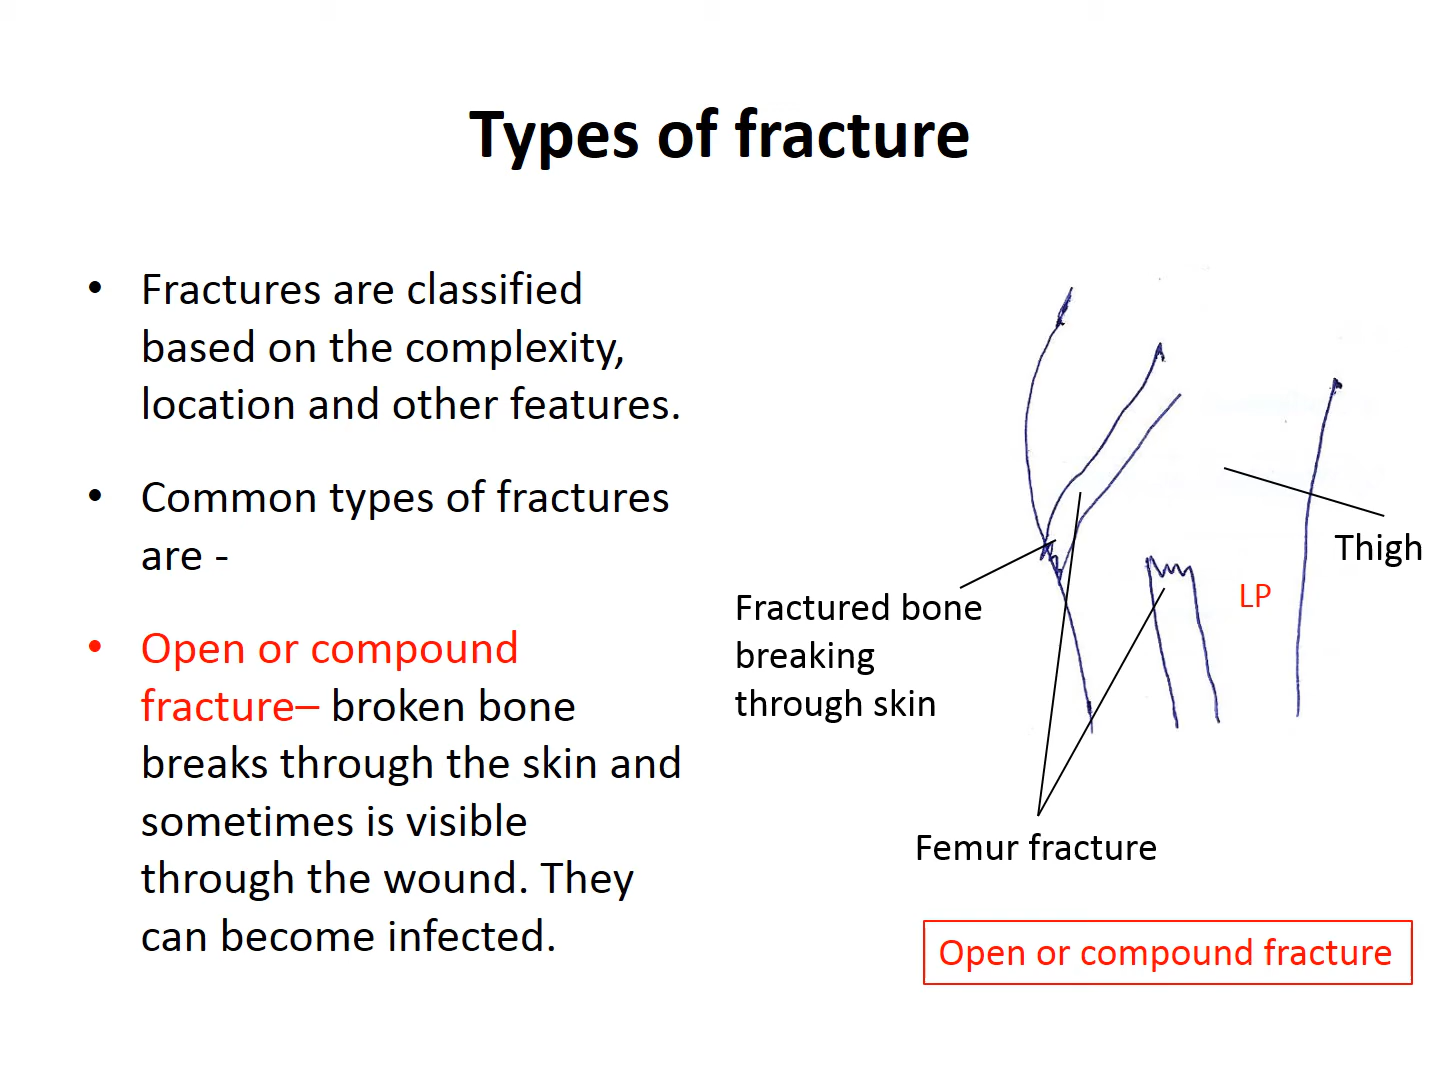 Types of fracture
• Fractures are classified
based on the complexity,
location and other features.
• Common types of fractures
are -
• Open or compound
fracture– broken bone
breaks through the skin and
sometimes is visible
through the wound. They
can become infected.
Thigh
LP
Fractured bone
breaking
through skin
Femur fracture
Open or compound fracture